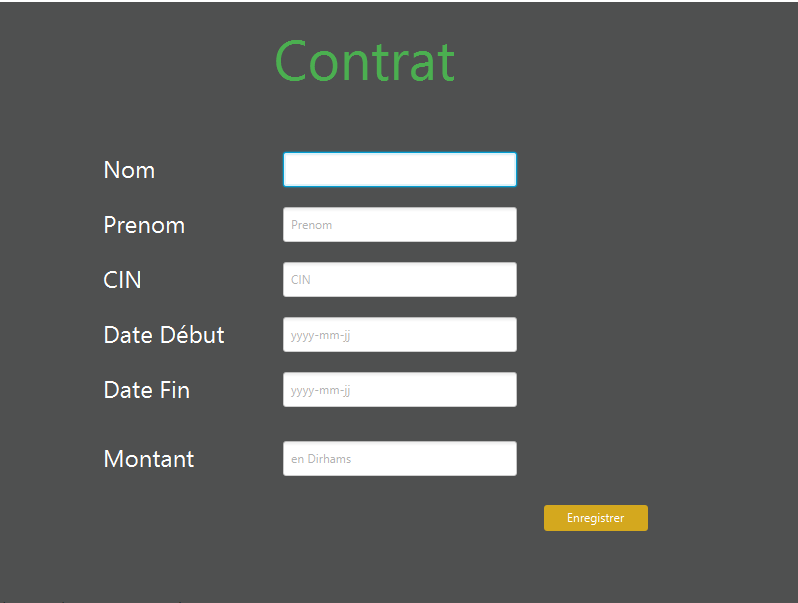 Contrat
Nom
Prenom Prenom
CIN CIN
Date Début yyyy-mm-jj
Date Fin yyyy-mm-jj
Montant en Dirhams
Enregistrer